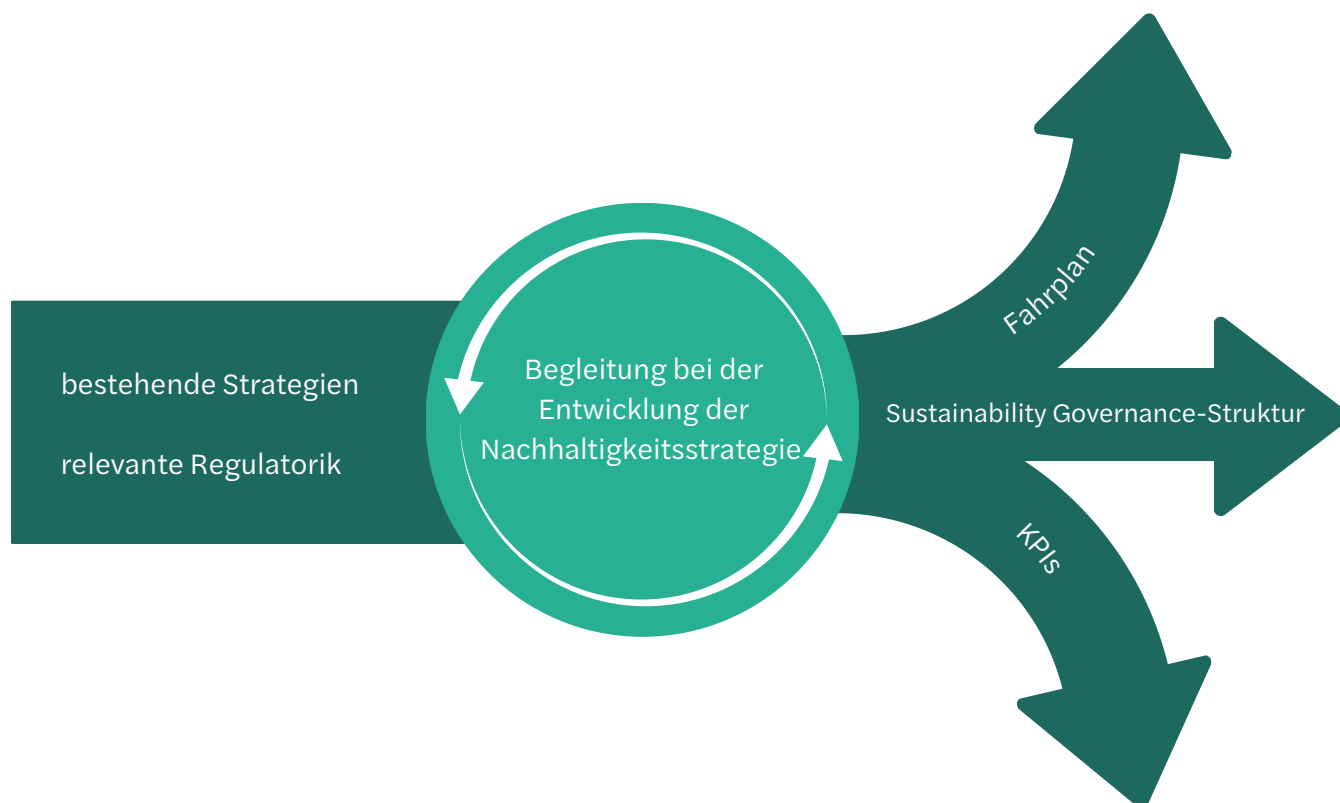 bestehende Strategien
relevante Regulatorik
Begleitung bei der
Entwicklung der
Nachhaltigkeitsstrategie
Fahrplan
Sustainability Governance-Struktur
KPIs